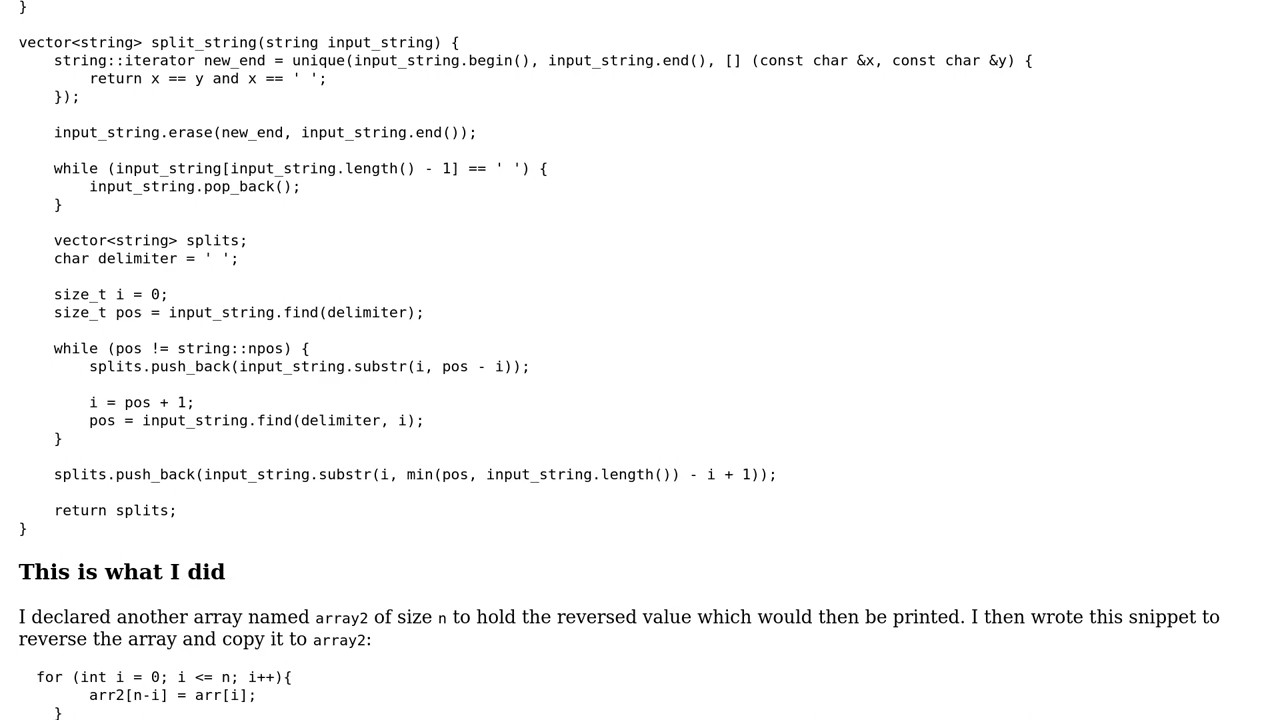 }
vector<string> split_string(string input_string) {
    string::iterator new_end = unique(input_string.begin(), input_string.end(), [] (const char &x, const char &y) {
        return x == y and x == ' ';
    });
    input_string.erase(new_end, input_string.end());
    while (input_string[input_string.length() - 1] == ' ') {
        input_string.pop_back();
    }
    vector<string> splits;
    char delimiter = ' ';
    size_t i = 0;
    size_t pos = input_string.find(delimiter);
    while (pos != string::npos) {
        splits.push_back(input_string.substr(i, pos - i));
        i = pos + 1;
        pos = input_string.find(delimiter, i);
    }
    splits.push_back(input_string.substr(i, min(pos, input_string.length()) - i + 1));
    return splits;
}
This is what I did
I declared another array named array2 of size n to hold the reversed value which would then be printed. I then wrote this snippet to
reverse the array and copy it to array2:
  for (int i = 0; i <= n; i++){
        arr2[n-i] = arr[i];
    }